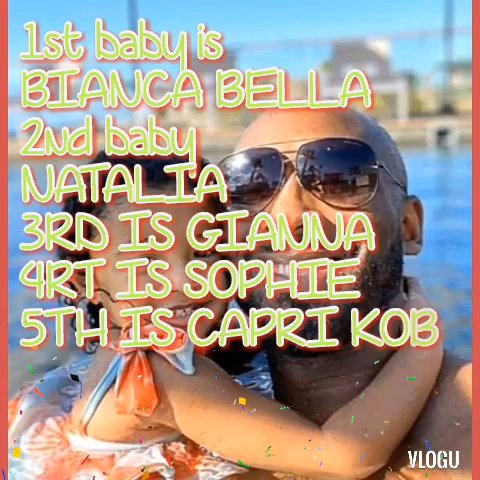 1st baby is
BIANCA BELLA
2nd baby
NATALIA
3RD IS GIANNA
4RT IS SOPHIE
5TH IS CAPRI KOB
VLOGU